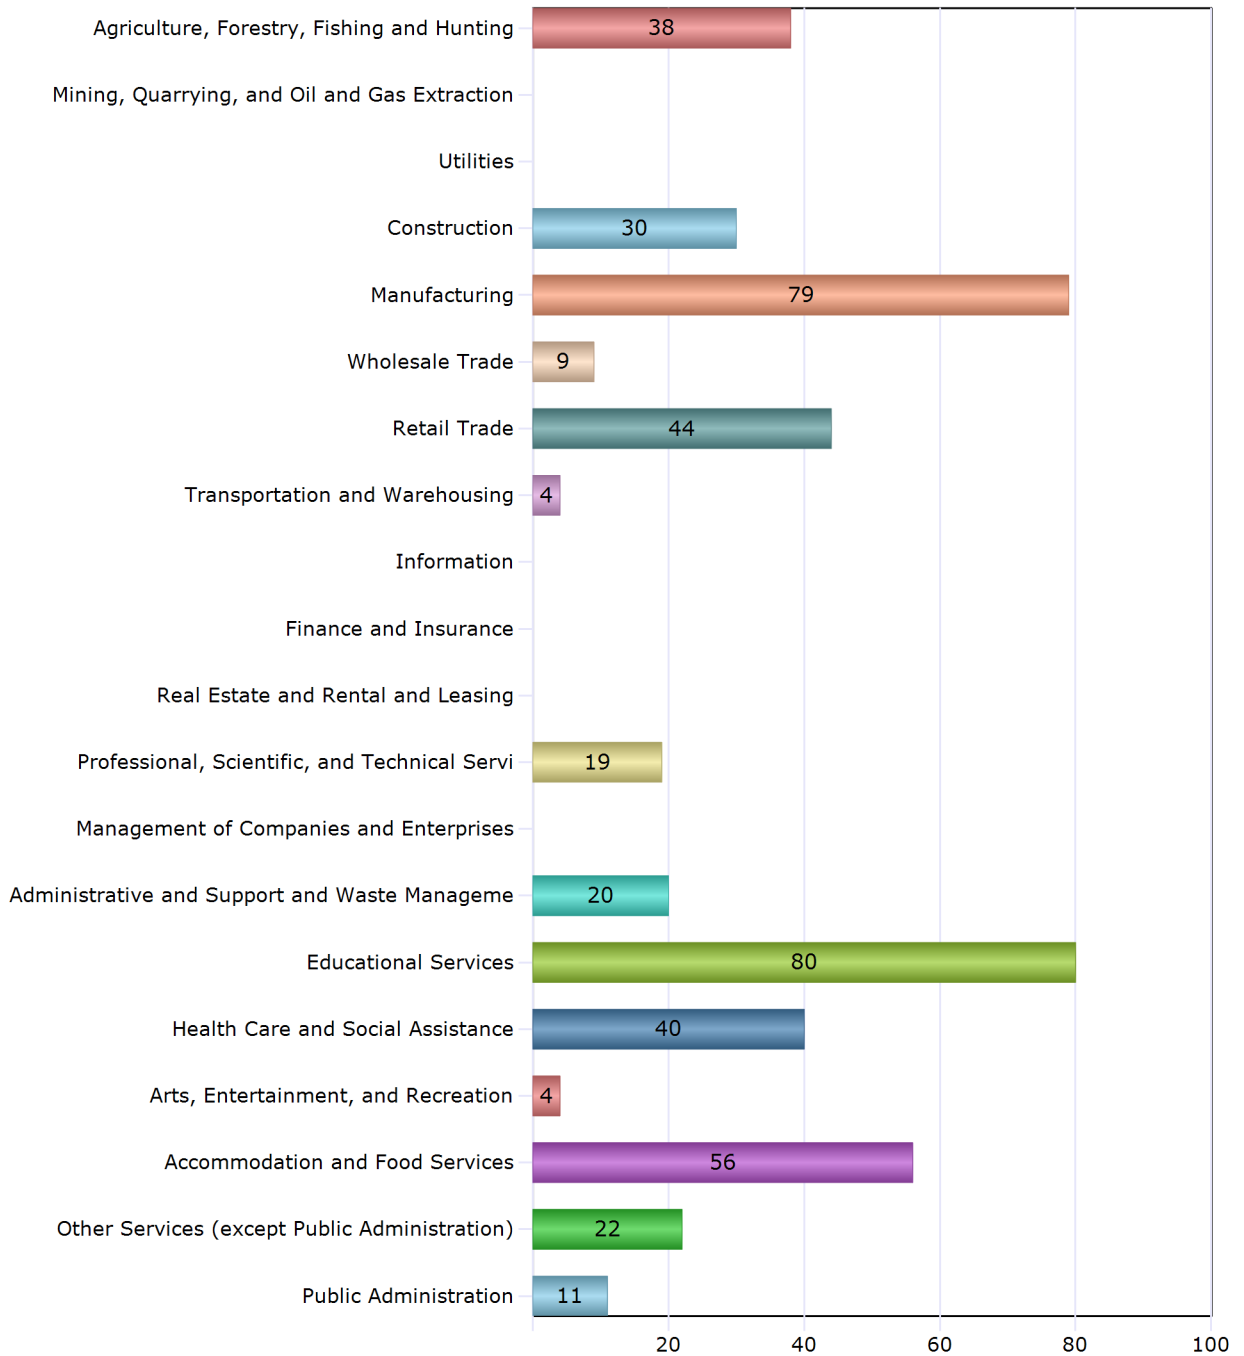 Agriculture, Forestry, Fishing and Hunting 38
Mining, Quarrying, and Oil and Gas Extraction
Utilities
Construction 30
Manufacturing 79
Wholesale Trade 9
Retail Trade 44
Transportation and Warehousing 4
Information
Finance and Insurance
Real Estate and Rental and Leasing
Professional, Scientific, and Technical Servi 19
Management of Companies and Enterprises
Administrative and Support and Waste Manageme 20
Educational Services 80
Health Care and Social Assistance 40
Arts, Entertainment, and Recreation 4
Accommodation and Food Services 56
Other Services (except Public Administration) 22
Public Administration 11
20 40 60 80 100